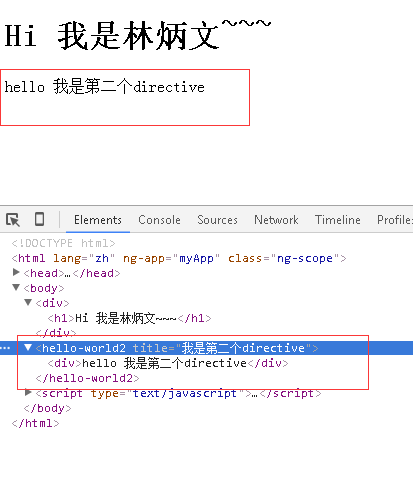 Hi 我是林炳文~~~
hello 我是第二个directive
Elements Console Sources Network Timeline Profile
<!DOCTYPE html>
<html lang="zh" ng-app="myApp" class="ng-scope">
▶<head>…</head>
▼<body>
▼<div>
<h1>Hi 我是林炳文~~~</h1>
</div>
… ▼<hello-world2 title="我是第二个directive">
<div>hello 我是第二个directive</div>
</hello-world2>
▶<script type="text/javascript">…</script>
</body>
</html>